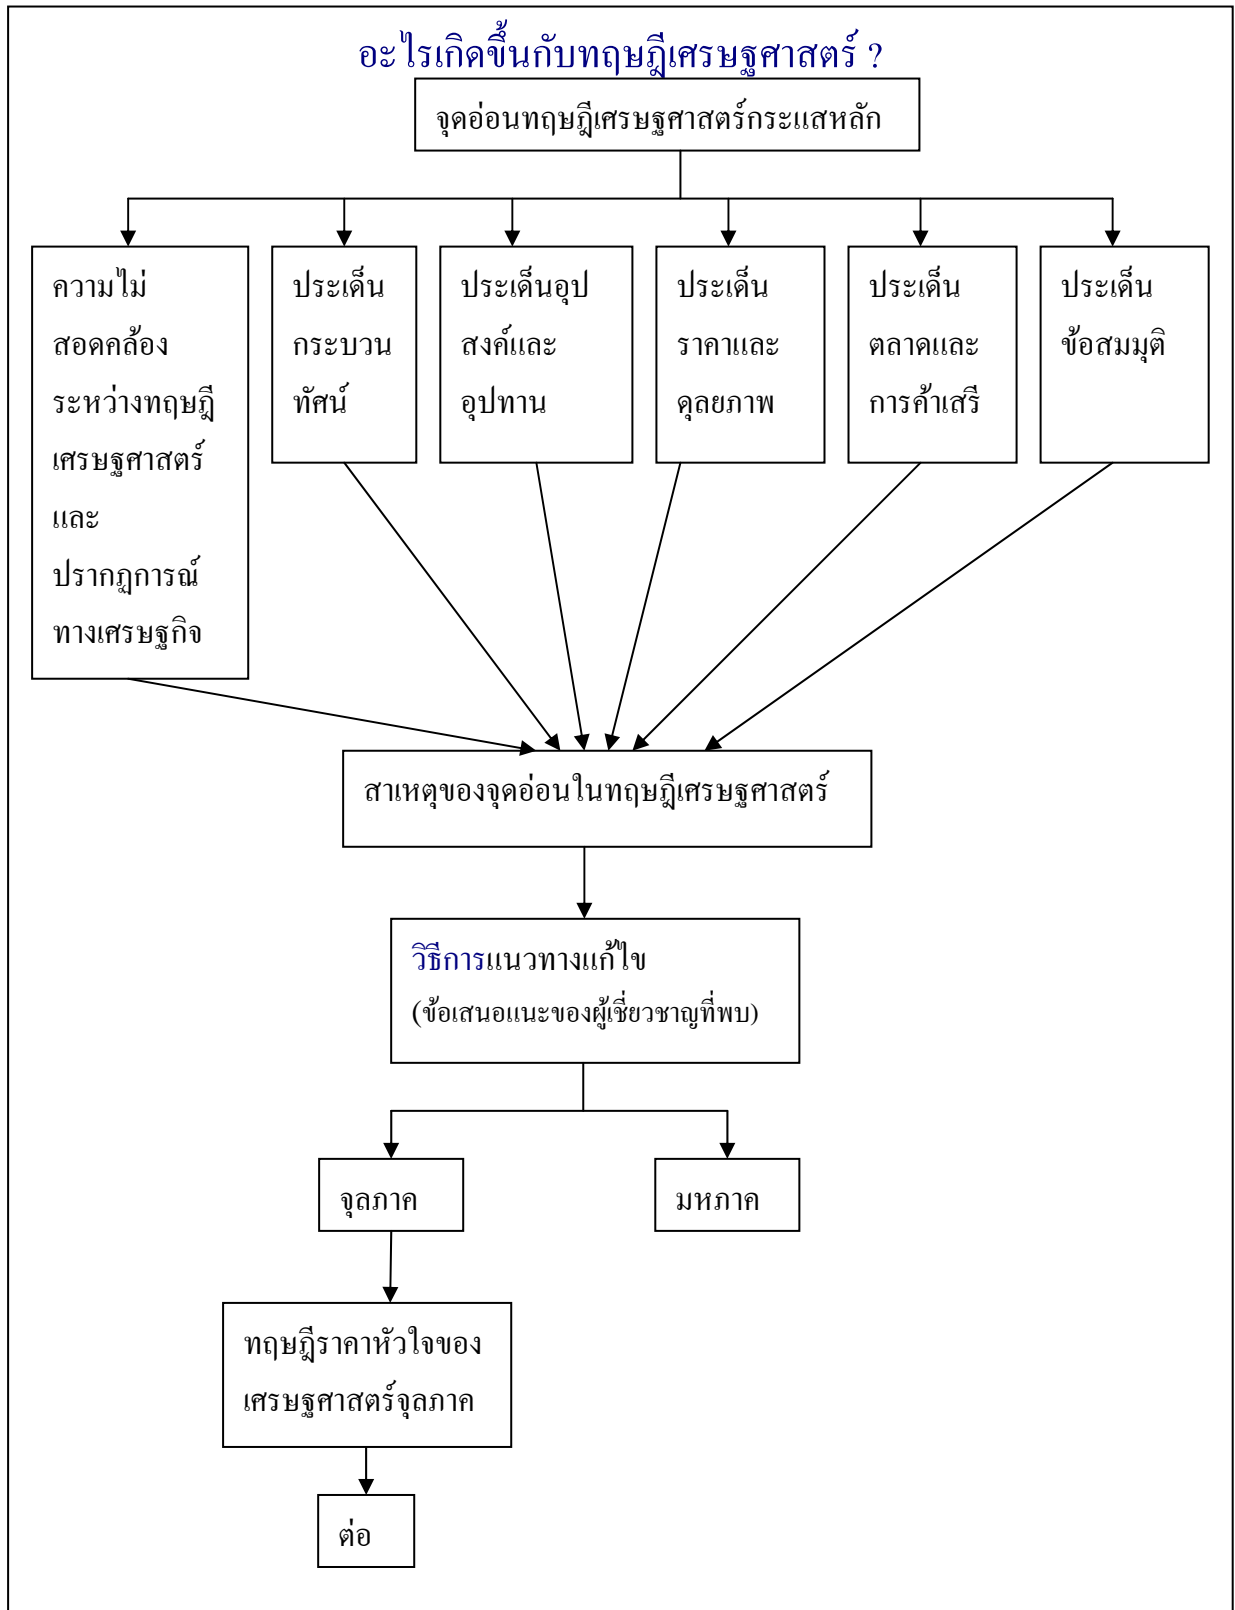 อะไรเกิดขึ้นกับทฤษฎีเศรษฐศาสตร์ ?
จุดอ่อนทฤษฎีเศรษฐศาสตร์กระแสหลัก
ความไม่
สอดคล้อง
ระหว่างทฤษฎี
เศรษฐศาสตร์
และ
ปรากฏการณ์
ทางเศรษฐกิจ
ประเด็น
กระบวน
ทัศน์
ประเด็นอุป
สงค์และ
อุปทาน
ประเด็น
ราคาและ
ดุลยภาพ
ประเด็น
ตลาดและ
การค้าเสรี
ประเด็น
ข้อสมมุติ
สาเหตุของจุดอ่อนในทฤษฎีเศรษฐศาสตร์
วิธีการแนวทางแก้ไข
(ข้อเสนอแนะของผู้เชี่ยวชาญที่พบ)
จุลภาค
มหภาค
ทฤษฎีราคาหัวใจของ
เศรษฐศาสตร์จุลภาค
ต่อ